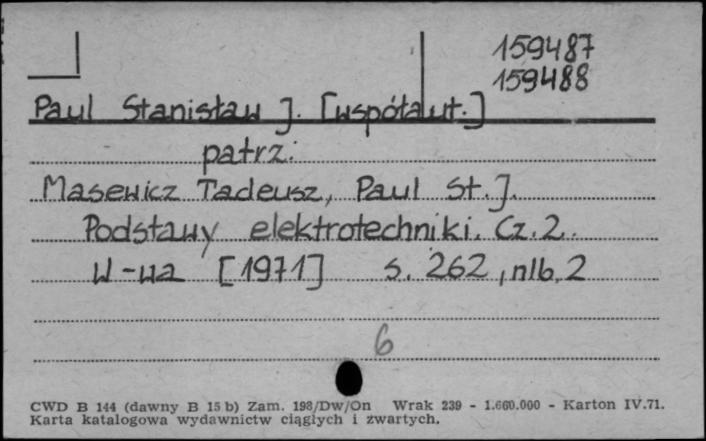 159487
159488
Paul Stanisław J. [współaut.]
patrz:
Masewicz Tadeusz, Paul St. J.
Podstawy elektrotechniki. Cz. 2.
W-wa [1971] s. 262, nlb. 2
6
CWD B 144 (dawny B 15 b) Zam. 198/Dw/On Wrak 239 - 1.660.000 - Karton IV.71.
Karta katalogowa wydawnictw ciągłych i zwartych.